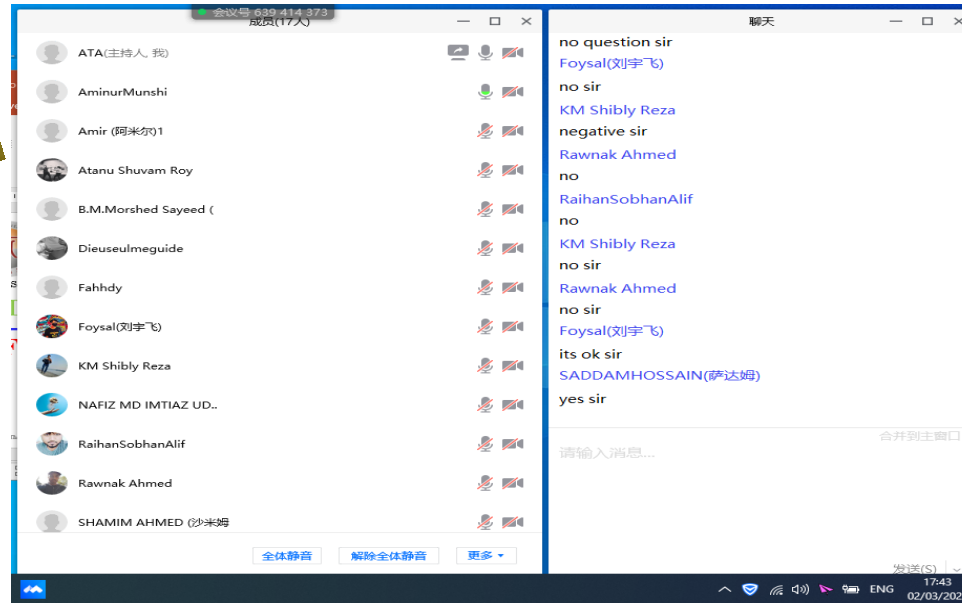 会议号 639 414 373
成员(17人)
ATA(主持人, 我)
AminurMunshi
Amir (阿米尔)1
Atanu Shuvam Roy
B.M.Morshed Sayeed (
Dieuseulmeguide
Fahhdy
Foysal(刘宇飞)
KM Shibly Reza
NAFIZ MD IMTIAZ UD..
RaihanSobhanAlif
Rawnak Ahmed
SHAMIM AHMED (沙米姆
全体静音
解除全体静音
更多
聊天
no question sir
Foysal(刘宇飞)
no sir
KM Shibly Reza
negative sir
Rawnak Ahmed
no
RaihanSobhanAlif
no
KM Shibly Reza
no sir
Rawnak Ahmed
no sir
Foysal(刘宇飞)
its ok sir
SADDAMHOSSAIN(萨达姆)
yes sir
合并到主窗口
请输入消息...
发送(S)
ENG
17:43
02/03/202